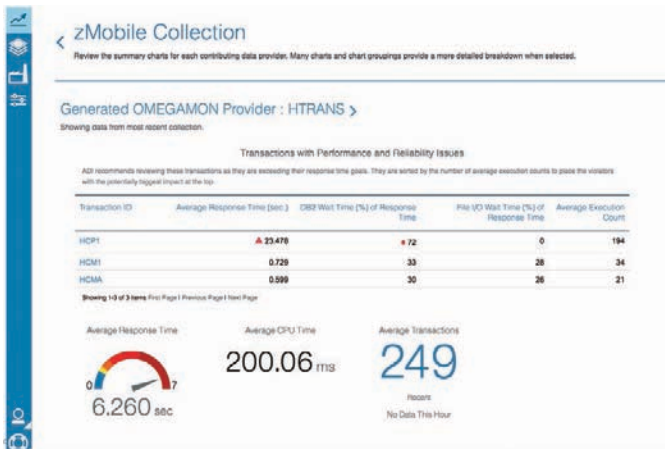 zMobile Collection
Review the summary charts for each contributing data provider. Many charts and chart groupings provide a more detailed breakdown when selected.
Generated OMEGAMON Provider : HTRANS
Showing data from most recent collection.
Transactions with Performance and Reliability Issues
ADI recommends reviewing these transactions as they are exceeding their response time goals. They are sorted by the number of average execution counts to place the violators
with the potentially biggest impact at the top.
Transaction ID Average Response Time (sec.) DB2 Wait Time (%) of Response Time File I/O Wait Time (%) of Response Time Average Execution Count
HCP1 23.478 72 0 194
HCM1 0.729 33 28 34
HCMA 0.599 30 26 21
Showing 1-3 of 3 items First Page | Previous Page | Next Page
Average Response Time Average CPU Time Average Transactions
0 7
6.260 sec
200.06 ms
249
Recent
No Data This Hour